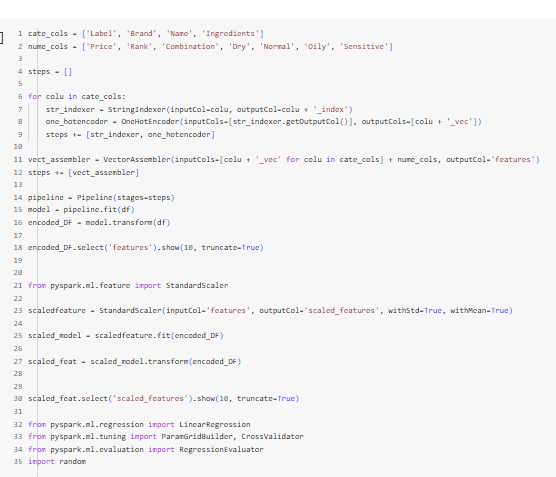 1 cate_cols = ['Label', 'Brand', 'Name', 'Ingredients']
2 nume_cols = ['Price', 'Rank', 'Combination', 'Dry', 'Normal', 'Oily', 'Sensitive']
3
4 steps = []
5
6 for colu in cate_cols:
7 str_indexer = StringIndexer(inputCol=colu, outputCol=colu + '_index')
8 one_hotencoder = OneHotEncoder(inputCols=[str_indexer.getOutputCol()], outputCols=[colu + '_vec'])
9 steps += [str_indexer, one_hotencoder]
10
11 vect_assembler = VectorAssembler(inputCols=[colu + '_vec' for colu in cate_cols] + nume_cols, outputCol='features')
12 steps += [vect_assembler]
13
14 pipeline = Pipeline(stages=steps)
15 model = pipeline.fit(df)
16 encoded_DF = model.transform(df)
17
18 encoded_DF.select('features').show(10, truncate=True)
19
20
21 from pyspark.ml.feature import StandardScaler
22
23 scaledfeature = StandardScaler(inputCol='features', outputCol='scaled_features', withStd=True, withMean=True)
24
25 scaled_model = scaledfeature.fit(encoded_DF)
26
27 scaled_feat = scaled_model.transform(encoded_DF)
28
29
30 scaled_feat.select('scaled_features').show(10, truncate=True)
31
32 from pyspark.ml.regression import LinearRegression
33 from pyspark.ml.tuning import ParamGridBuilder, CrossValidator
34 from pyspark.ml.evaluation import RegressionEvaluator
35 import random